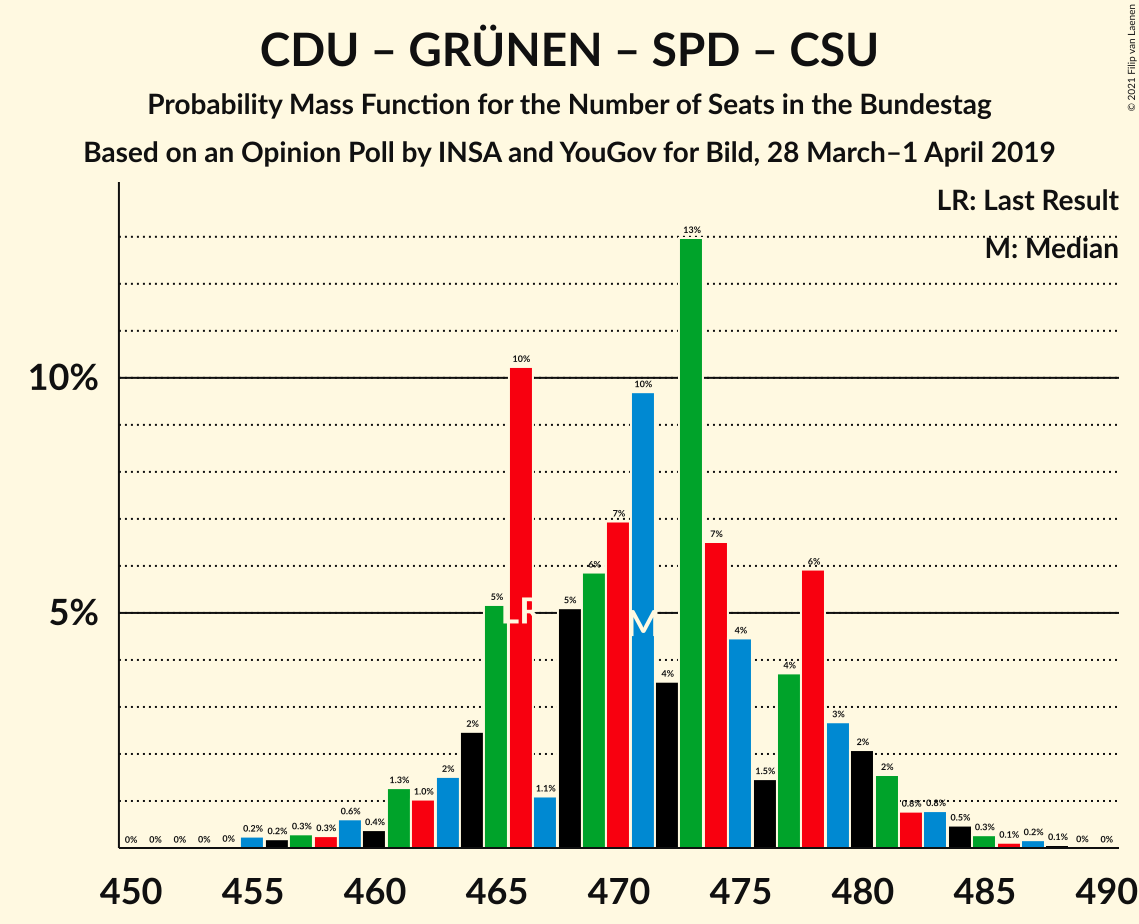 © 2021 Filip van Laenen
CDU – GRÜNEN – SPD – CSU
Probability Mass Function for the Number of Seats in the Bundestag
Based on an Opinion Poll by INSA and YouGov for Bild, 28 March–1 April 2019
LR: Last Result
M: Median
10%
5%
0% 0% 0% 0% 0% 0.2% 0.2% 0.3% 0.3% 0.6% 0.4% 1.3% 1.0% 2% 2% 5% 10% 1.1% 5% 6% 7% 10% 4% 13% 7% 4% 1.5% 4% 6% 3% 2% 2% 0.8% 0.8% 0.5% 0.3% 0.1% 0.2% 0.1% 0% 0%
LR
M
450 455 460 465 470 475 480 485 490